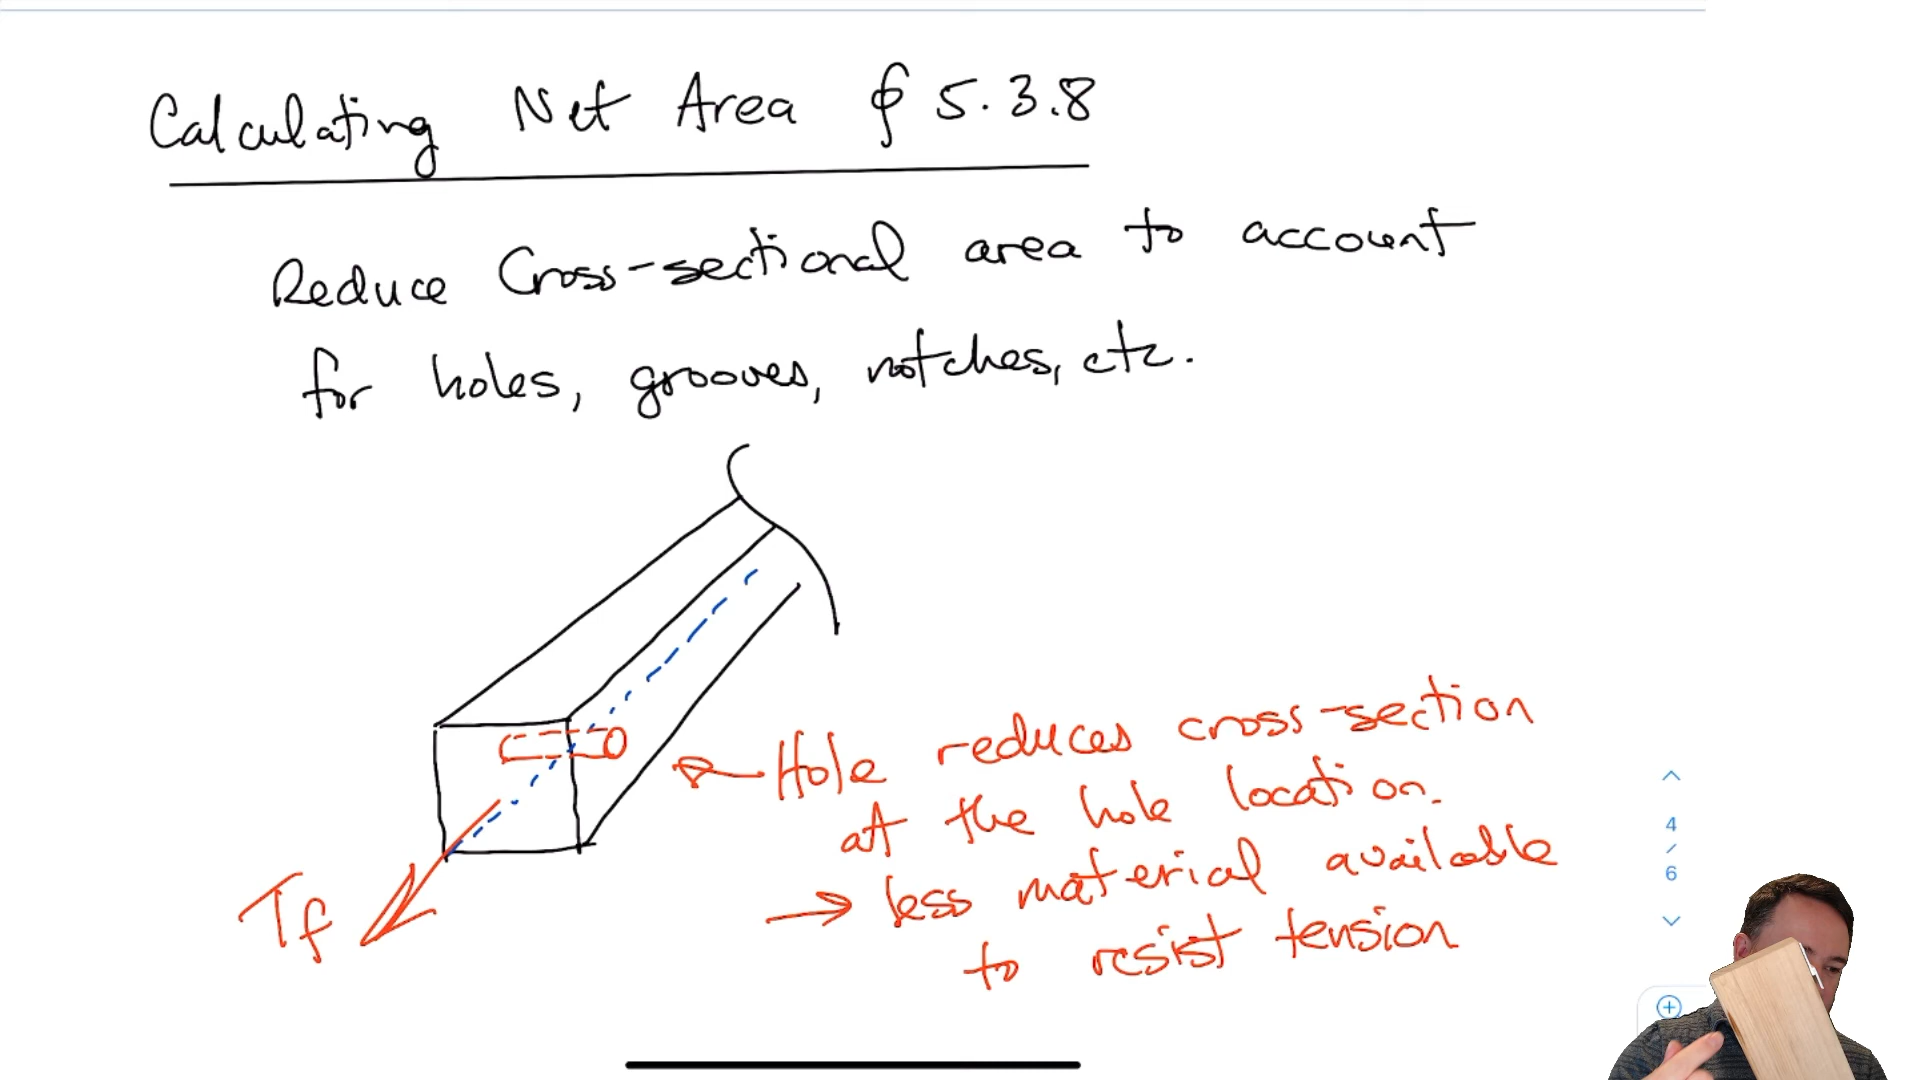 Calculating Net Area § 5.3.8
Reduce Cross-sectional area to account
for holes, grooves, notches, etc.
Hole reduces cross-section
at the hole location.
→ less material available
to resist tension
Tf
4
/
6